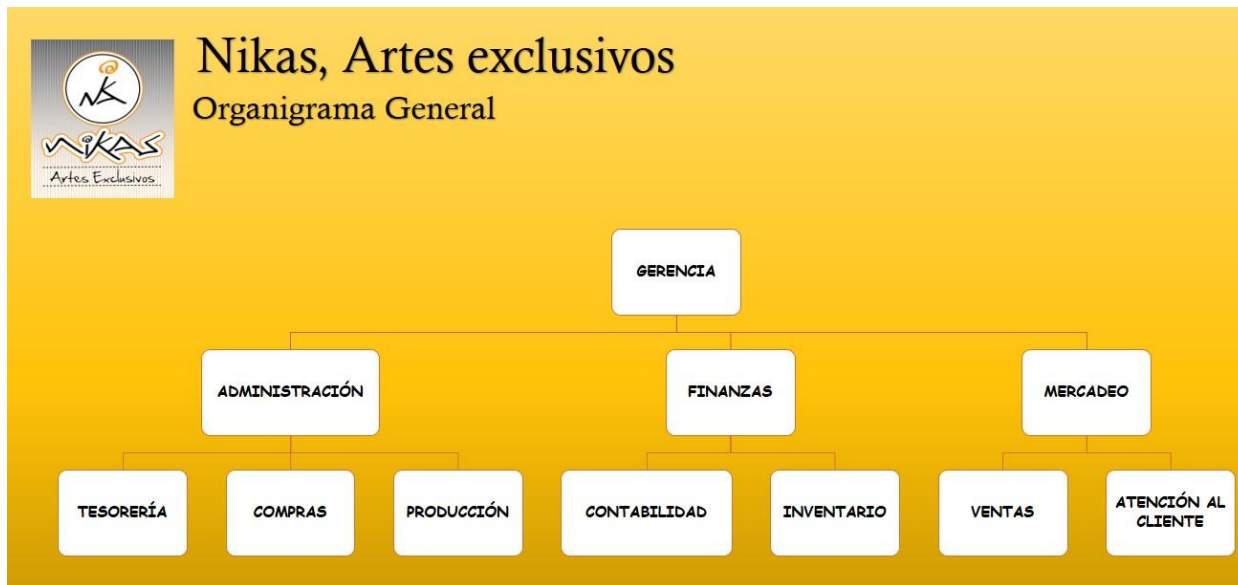 Nikas, Artes exclusivos
Organigrama General
NK
NiKAS
Artes Exclusivos
GERENCIA
ADMINISTRACIÓN
FINANZAS
MERCADEO
TESORERÍA
COMPRAS
PRODUCCIÓN
CONTABILIDAD
INVENTARIO
VENTAS
ATENCIÓN AL
CLIENTE